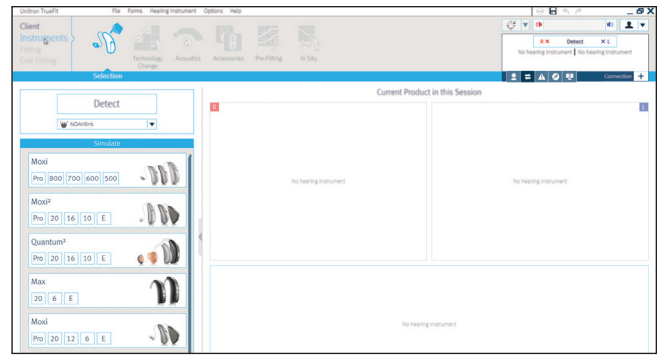 Unitron TrueFit
File Forms Hearing Instrument Options Help
Client
Instruments
Fitting
End Fitting
Technology Change
Acoustics
Accessories
Pre-Fitting
In Situ
Selection
R X Detect X L
No hearing instrument No hearing instrument
Connection +
Detect
NOAHlink
Simulate
Moxi
Pro 800 700 600 500
Moxi²
Pro 20 16 10 E
Quantum²
Pro 20 16 10 E
Max
20 6 E
Moxi
Pro 20 12 6 E
Current Product in this Session
R
L
No hearing instrument
No hearing instrument
No hearing instrument